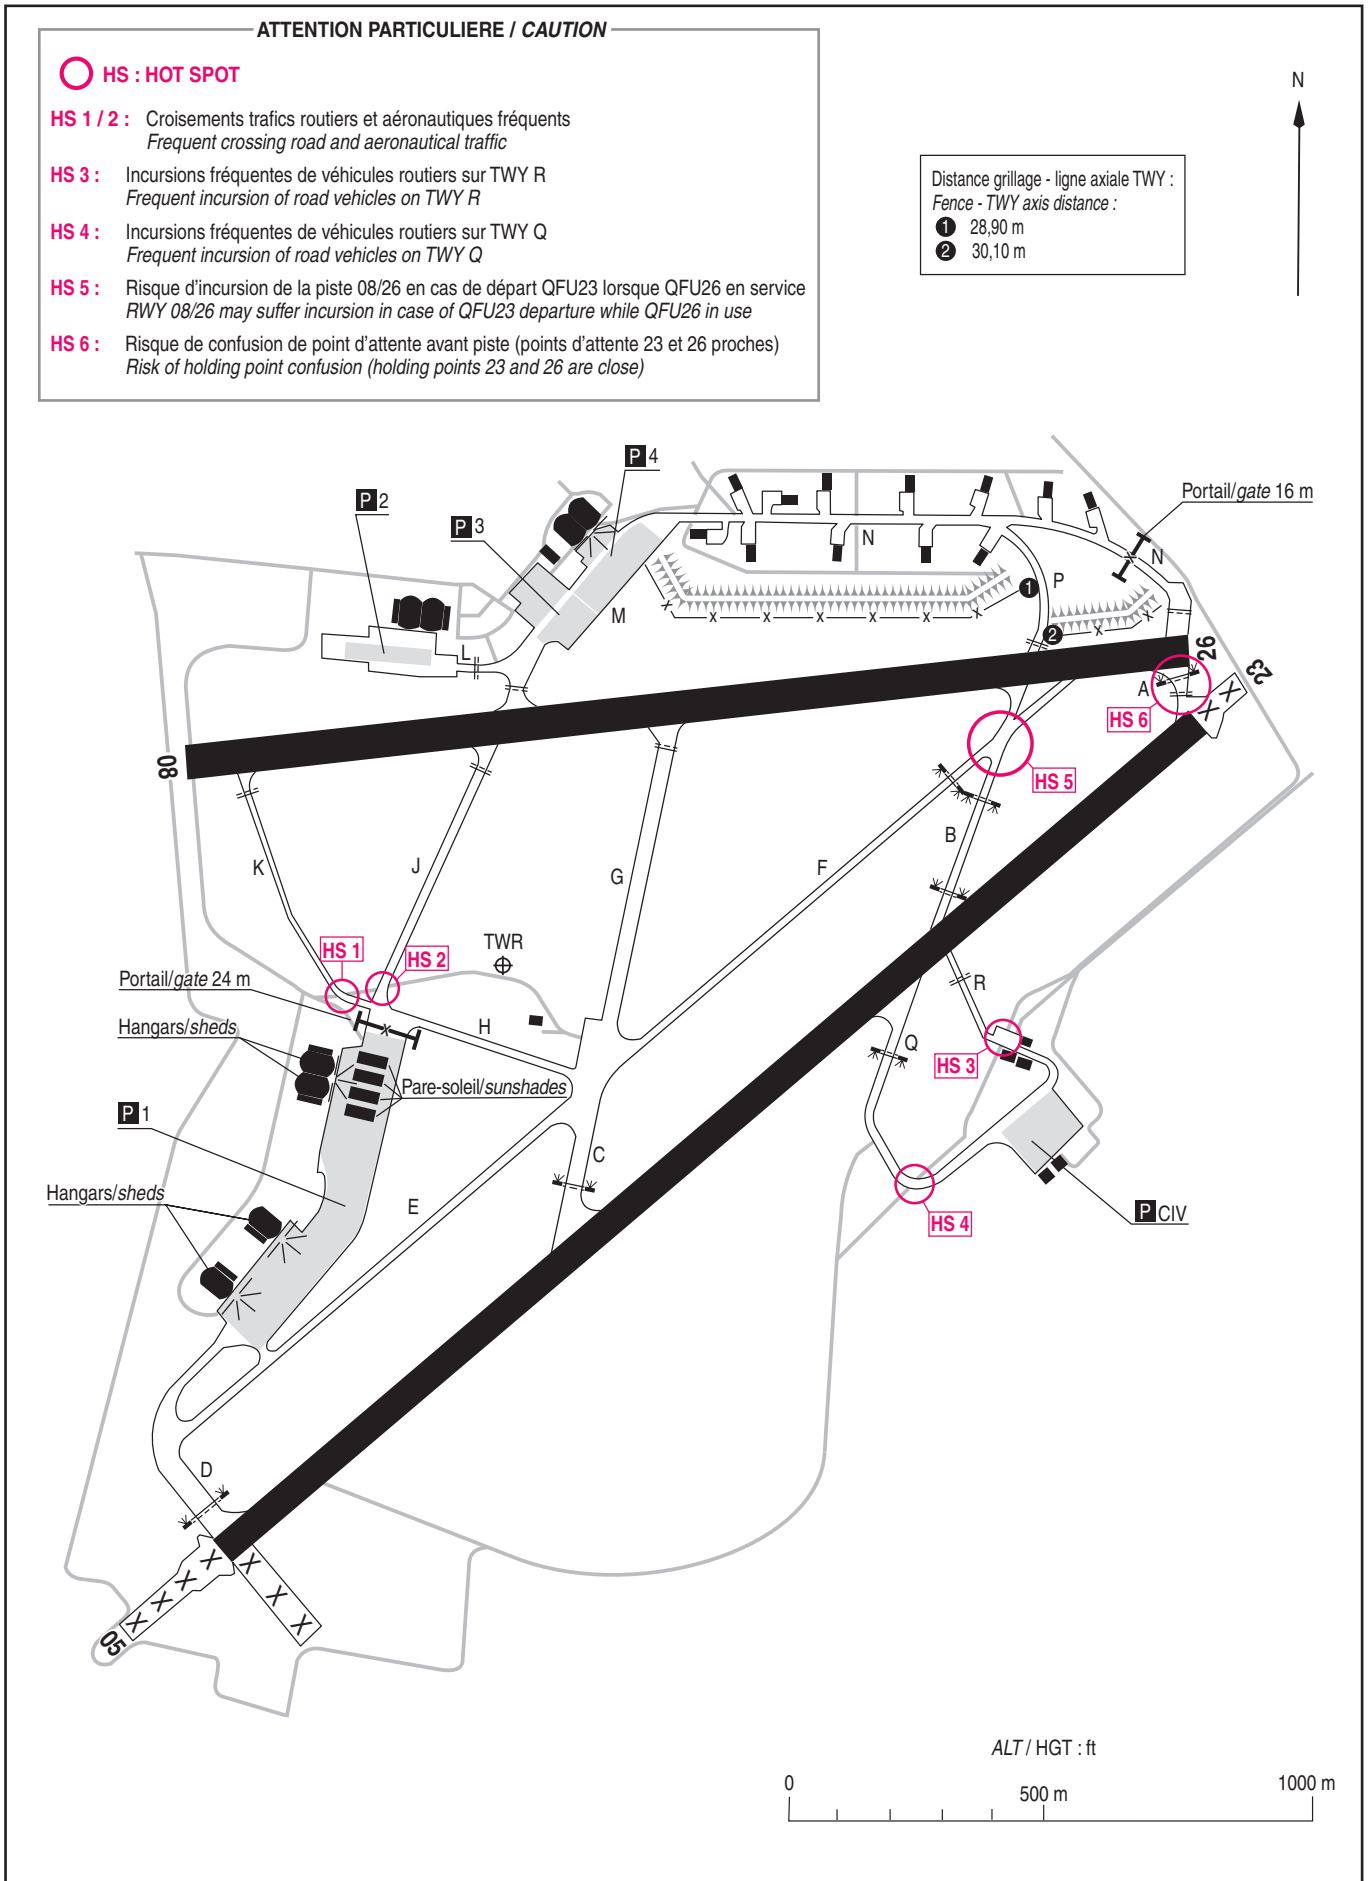 ATTENTION PARTICULIERE / CAUTION
HS : HOT SPOT
HS 1 / 2 : Croisements trafics routiers et aéronautiques fréquents
Frequent crossing road and aeronautical traffic
HS 3 : Incursions fréquentes de véhicules routiers sur TWY R
Frequent incursion of road vehicles on TWY R
HS 4 : Incursions fréquentes de véhicules routiers sur TWY Q
Frequent incursion of road vehicles on TWY Q
HS 5 : Risque d'incursion de la piste 08/26 en cas de départ QFU23 lorsque QFU26 en service
RWY 08/26 may suffer incursion in case of QFU23 departure while QFU26 in use
HS 6 : Risque de confusion de point d'attente avant piste (points d'attente 23 et 26 proches)
Risk of holding point confusion (holding points 23 and 26 are close)
N
Distance grillage - ligne axiale TWY :
Fence - TWY axis distance :
1 28,90 m
2 30,10 m
P 4
P 2
P 3
Portail/gate 16 m
N
N
P
1
2
M
L
26
23
A
HS 6
08
HS 5
B
K
J
G
F
HS 1
HS 2
TWR
Portail/gate 24 m
R
Hangars/sheds
H
Q
HS 3
Pare-soleil/sunshades
P 1
C
Hangars/sheds
E
HS 4
P CIV
D
05
ALT / HGT : ft
0
500 m
1000 m